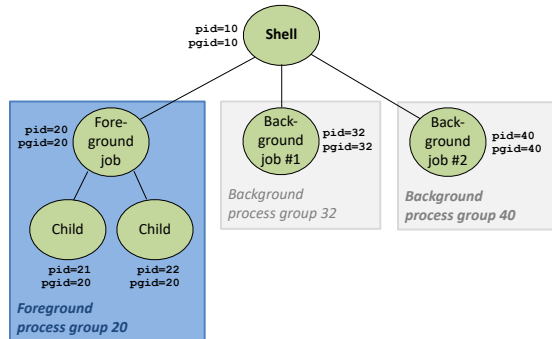 pid=10
pgid=10
Shell
pid=20
pgid=20
Fore-
ground
job
Back-
ground
job #1
pid=32
pgid=32
Back-
ground
job #2
pid=40
pgid=40
Child
Child
pid=21
pgid=20
pid=22
pgid=20
Background
process group 32
Background
process group 40
Foreground
process group 20